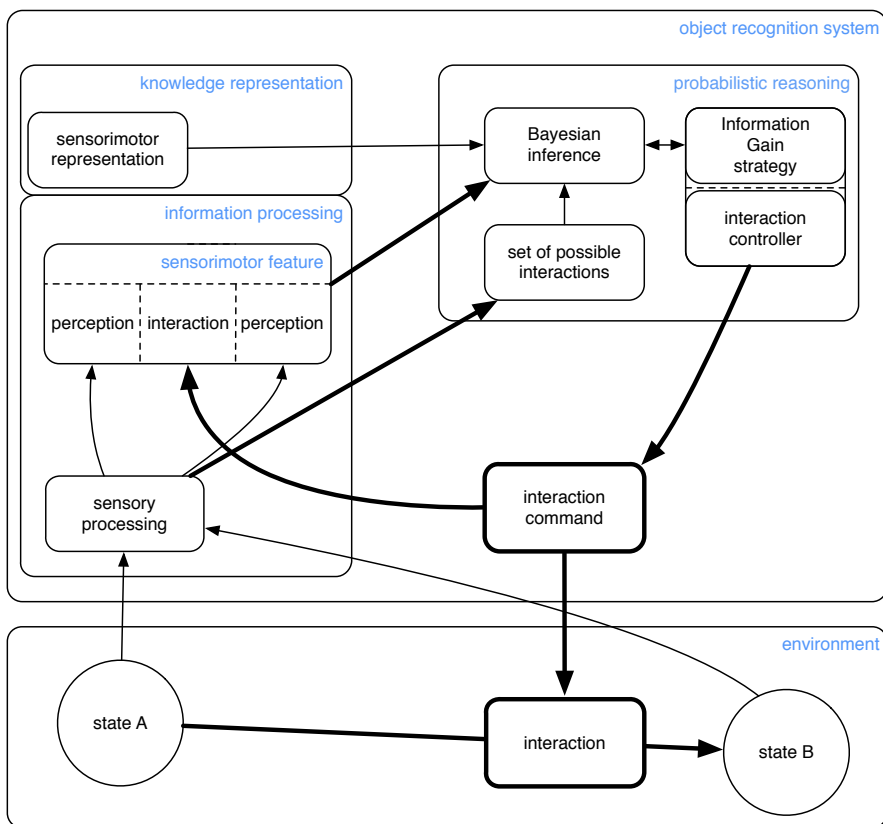 object recognition system
knowledge representation
probabilistic reasoning
sensorimotor
representation
Bayesian
inference
Information
Gain
strategy
information processing
interaction
controller
sensorimotor feature
set of possible
interactions
perception
interaction
perception
sensory
processing
interaction
command
environment
state A
interaction
state B